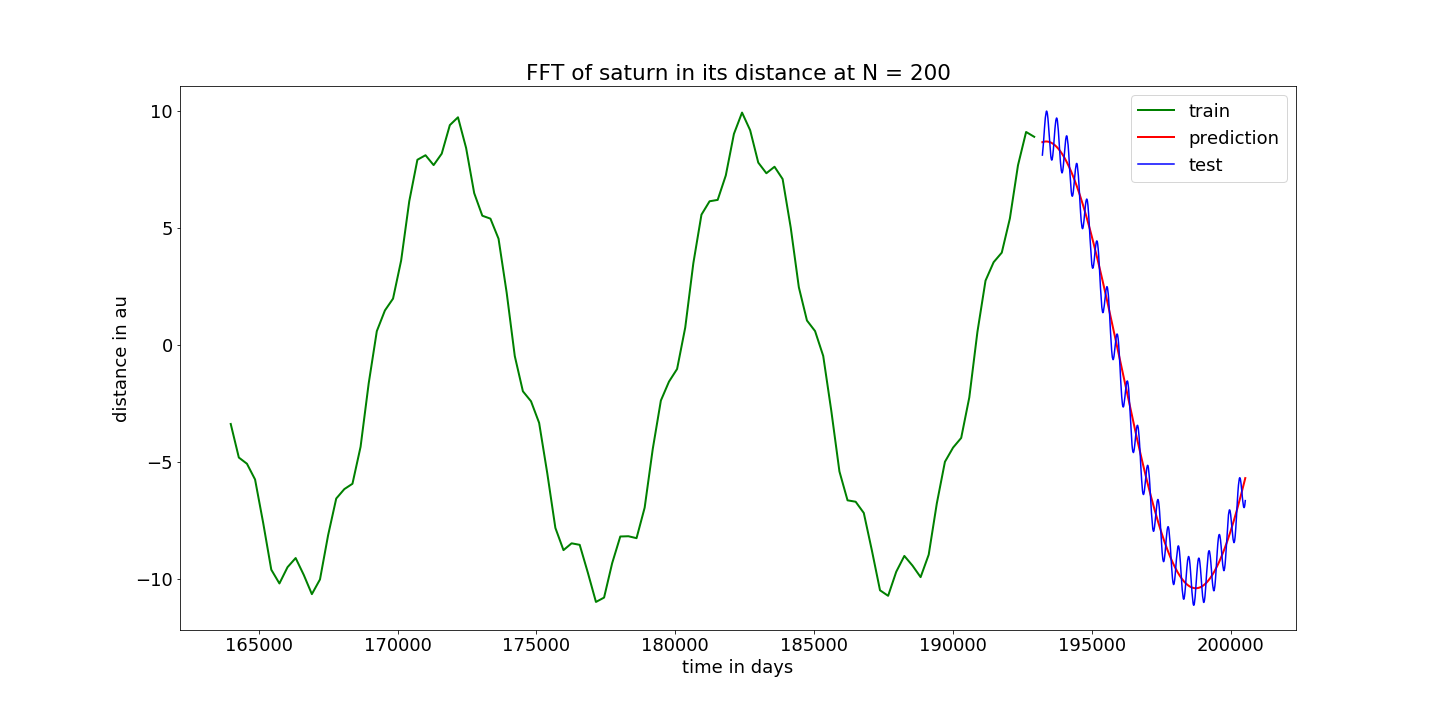 FFT of saturn in its distance at N = 200
train
prediction
test
distance in au
10
5
0
−5
−10
165000 170000 175000 180000 185000 190000 195000 200000
time in days